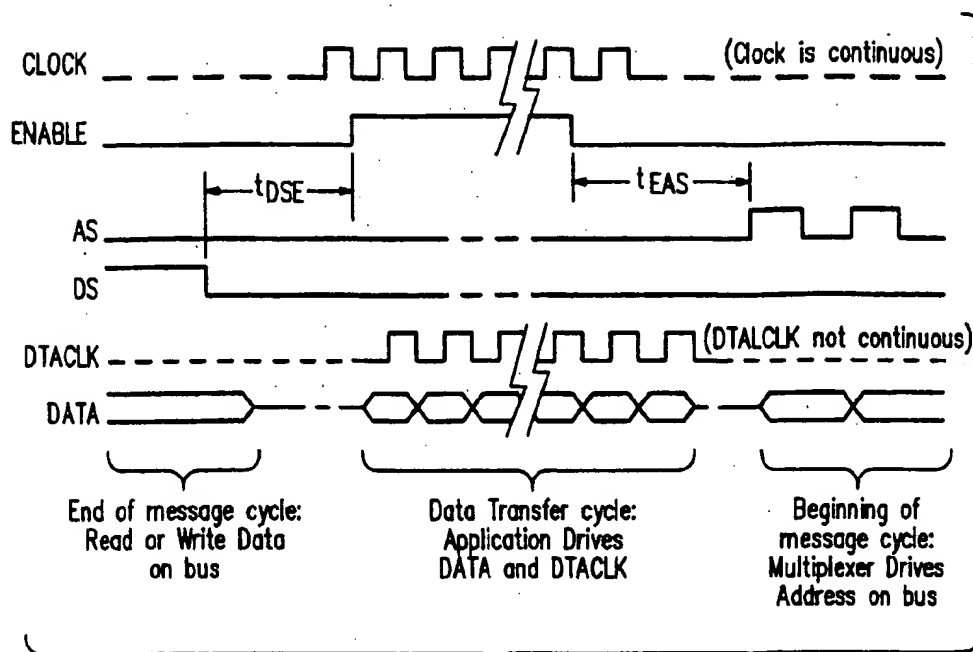 CLOCK
(Clock is continuous)
ENABLE
tDSE
tEAS
AS
DS
DTACLK
(DTALCLK not continuous)
DATA
End of message cycle:
Read or Write Data
on bus
Data Transfer cycle:
Application Drives
DATA and DTACLK
Beginning of
message cycle:
Multiplexer Drives
Address on bus